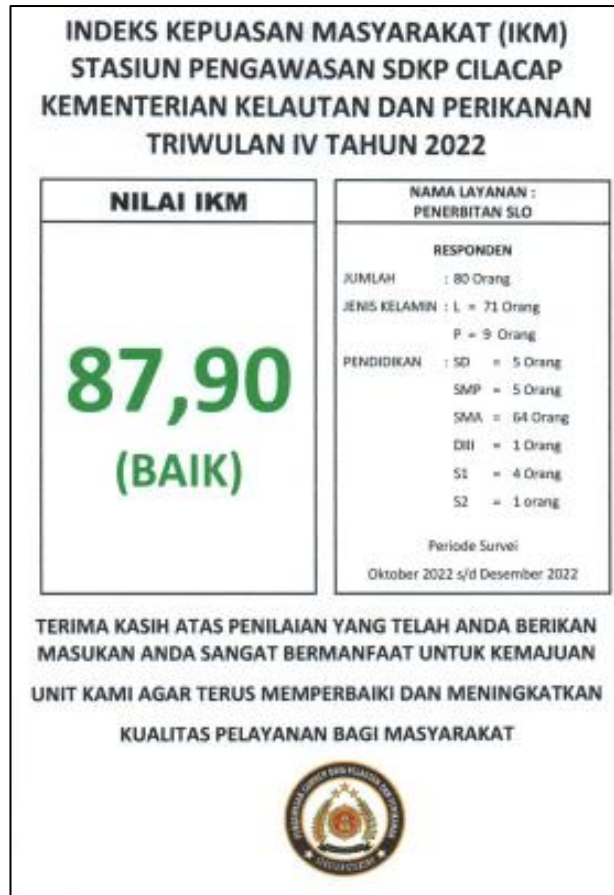 INDEKS KEPUASAN MASYARAKAT (IKM)
STASIUN PENGAWASAN SDKP CILACAP
KEMENTERIAN KELAUTAN DAN PERIKANAN
TRIWULAN IV TAHUN 2022
NILAI IKM
87,90
(BAIK)
NAMA LAYANAN :
PENERBITAN SLO
RESPONDEN
JUMLAH : 80 Orang
JENIS KELAMIN : L = 71 Orang
P = 9 Orang
PENDIDIKAN : SD = 5 Orang
SMP = 5 Orang
SMA = 64 Orang
DIII = 1 Orang
S1 = 4 Orang
S2 = 1 orang
Periode Survei
Oktober 2022 s/d Desember 2022
TERIMA KASIH ATAS PENILAIAN YANG TELAH ANDA BERIKAN
MASUKAN ANDA SANGAT BERMANFAAT UNTUK KEMAJUAN
UNIT KAMI AGAR TERUS MEMPERBAIKI DAN MENINGKATKAN
KUALITAS PELAYANAN BAGI MASYARAKAT